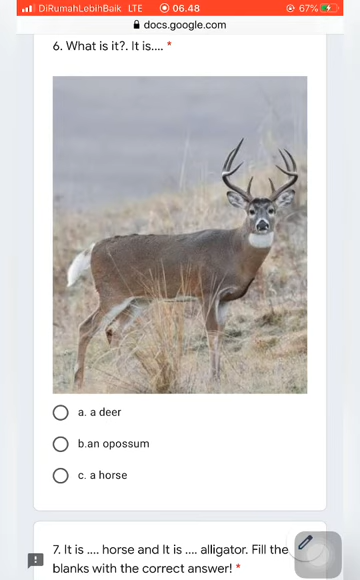 DiRumahLebihBaik LTE 06.48 67%
docs.google.com
6. What is it?. It is.... *
a. a deer
b.an opossum
c. a horse
7. It is .... horse and It is .... alligator. Fill the
blanks with the correct answer! *